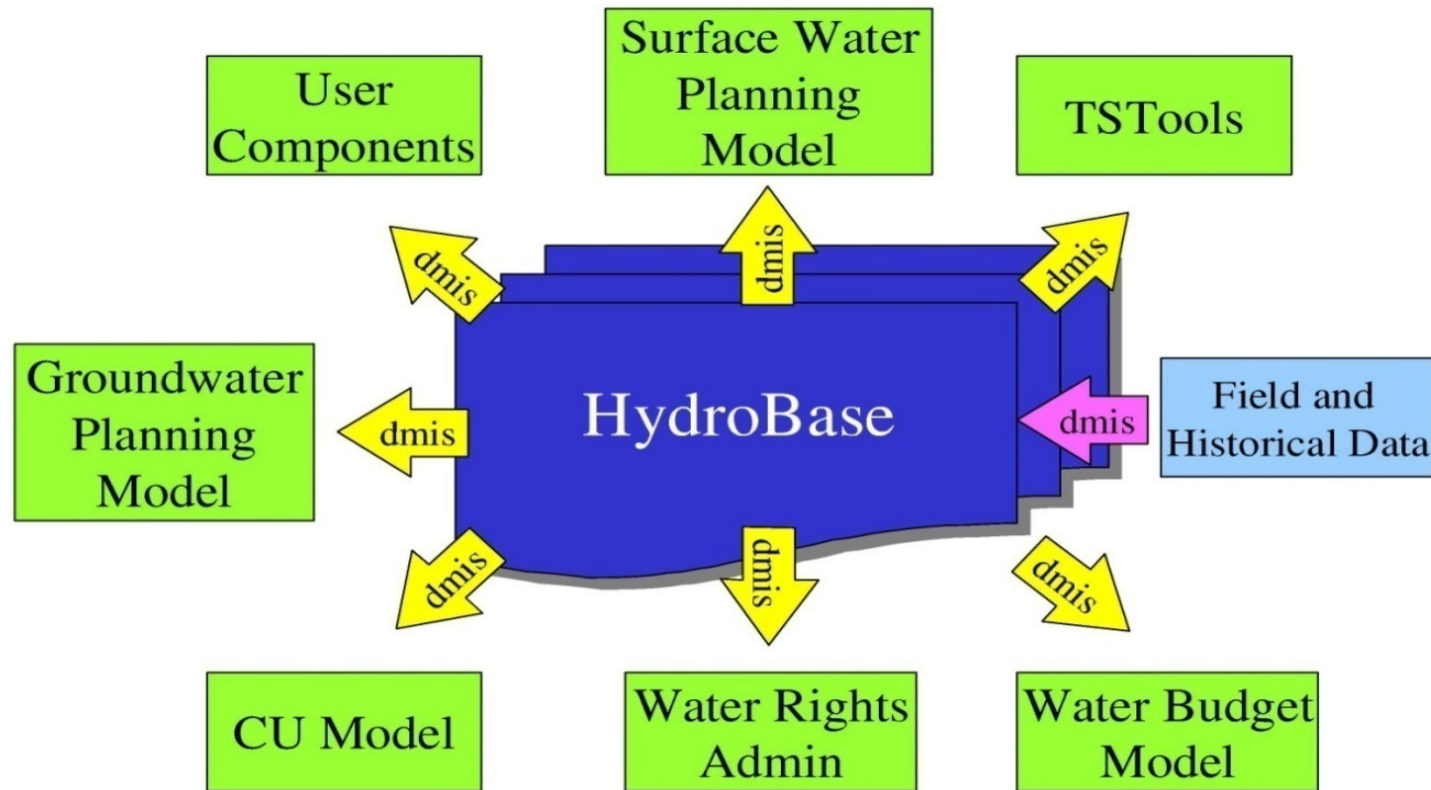 User
Components
Surface Water
Planning
Model
TSTools
dmis
dmis
dmis
Groundwater
Planning
Model
dmis
HydroBase
dmis
Field and
Historical Data
dmis
dmis
dmis
CU Model
Water Rights
Admin
Water Budget
Model